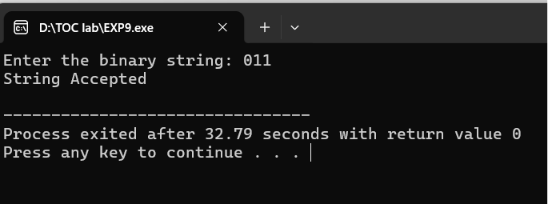 D:\TOC lab\EXP9.exe
Enter the binary string: 011
String Accepted
--------------------------------
Process exited after 32.79 seconds with return value 0
Press any key to continue . . .